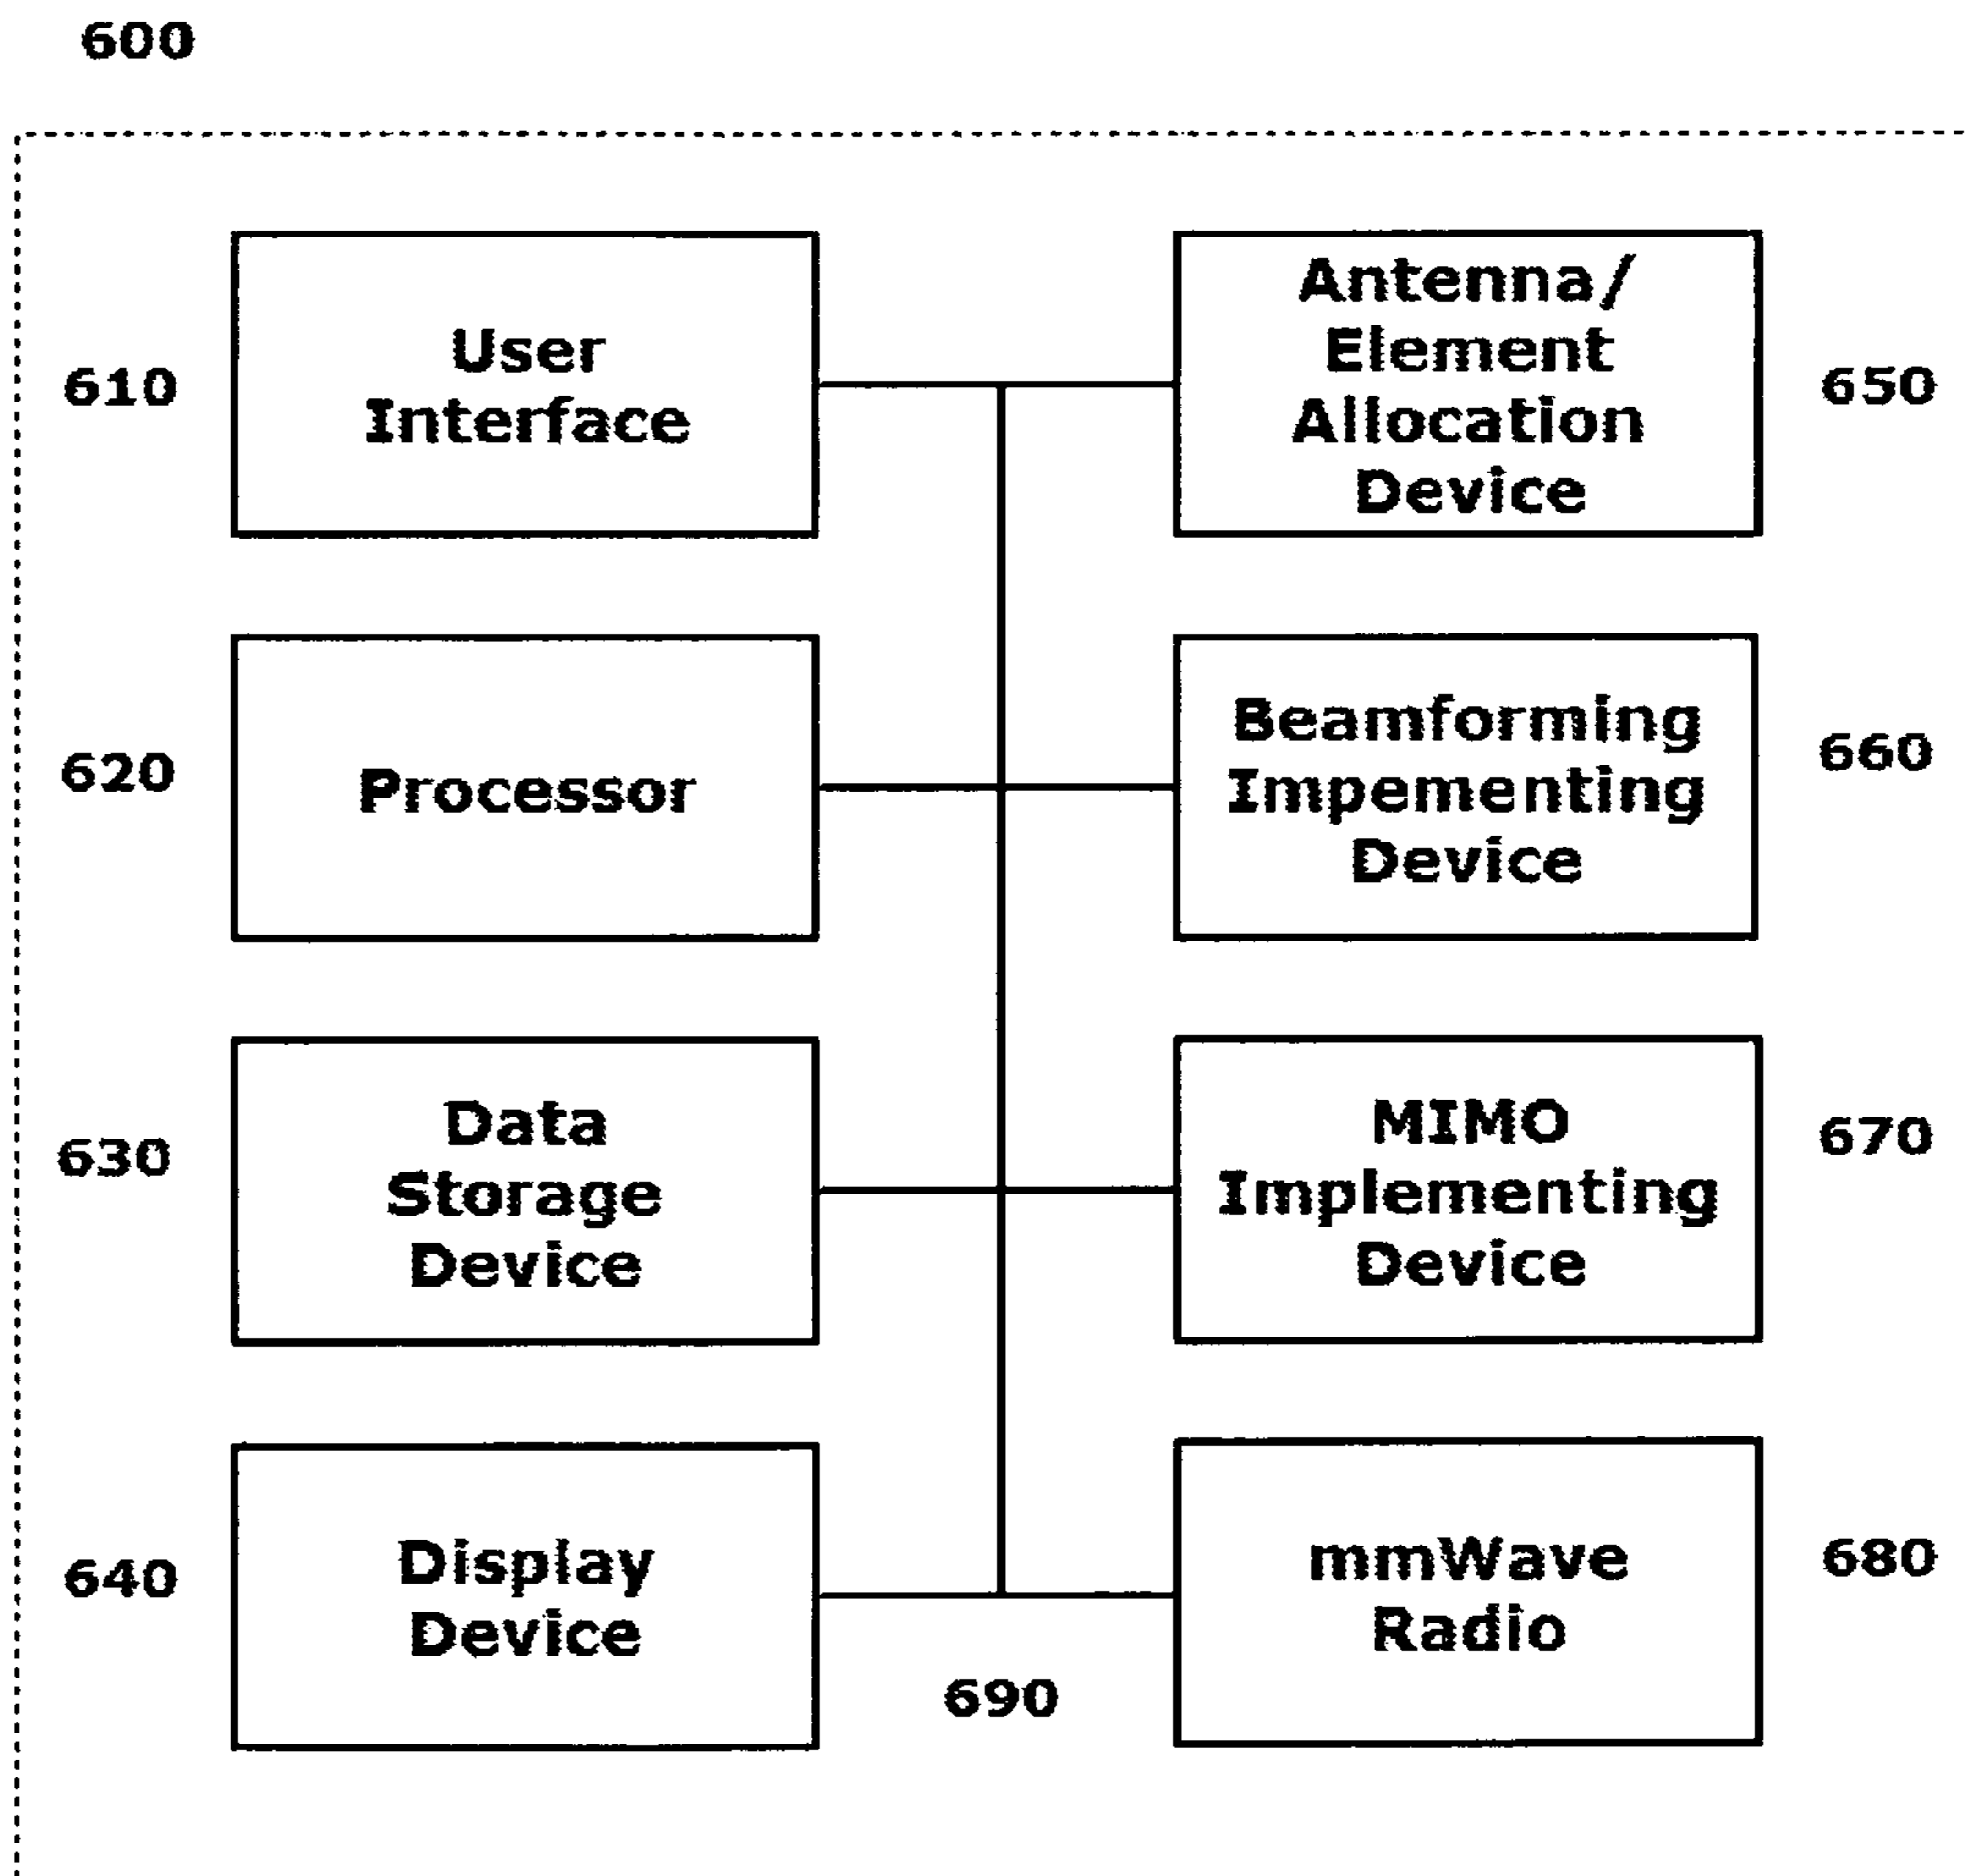 600
610
User
Interface
Antenna/
Element
Allocation
Device
650
620
Processor
Beamforming
Impementing
Device
660
630
Data
Storage
Device
MIMO
Implementing
Device
670
640
Display
Device
mmWave
Radio
680
690